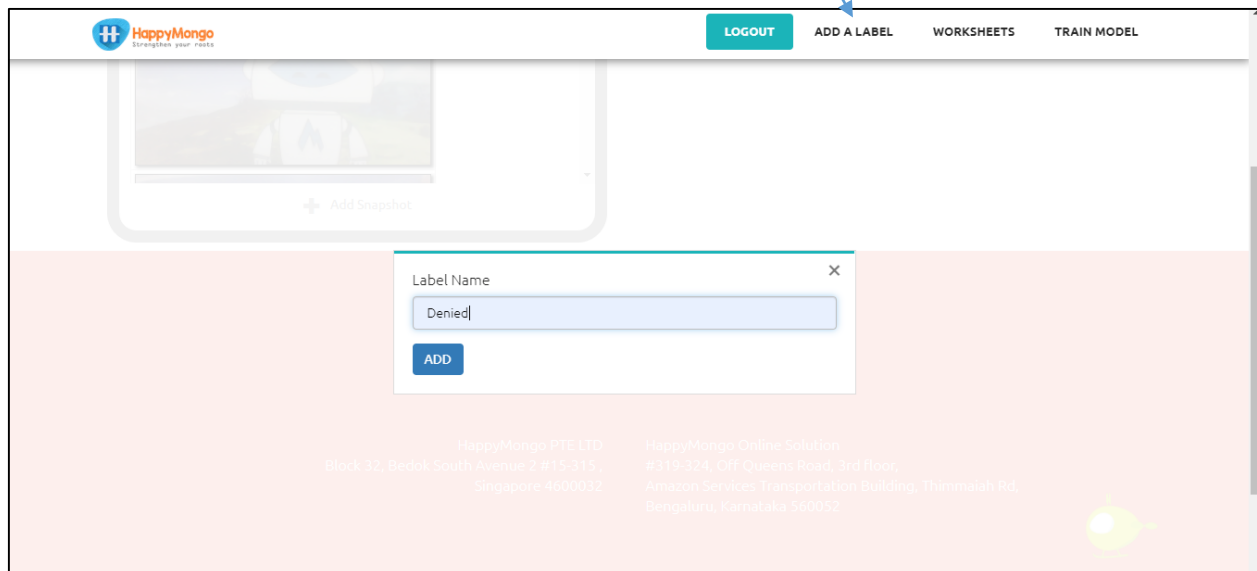 HappyMongo
Strengthen your roots
LOGOUT ADD A LABEL WORKSHEETS TRAIN MODEL
Add Snapshot
Label Name
Denied
ADD
HappyMongo PTE LTD
Block 32, Bedok South Avenue 2 #15-315,
Singapore 4600032
HappyMongo Online Solution
#319-324, Off Queens Road, 3rd floor,
Amazon Services Transportation Building, Thimmaiah Rd,
Bengaluru, Karnataka 560052